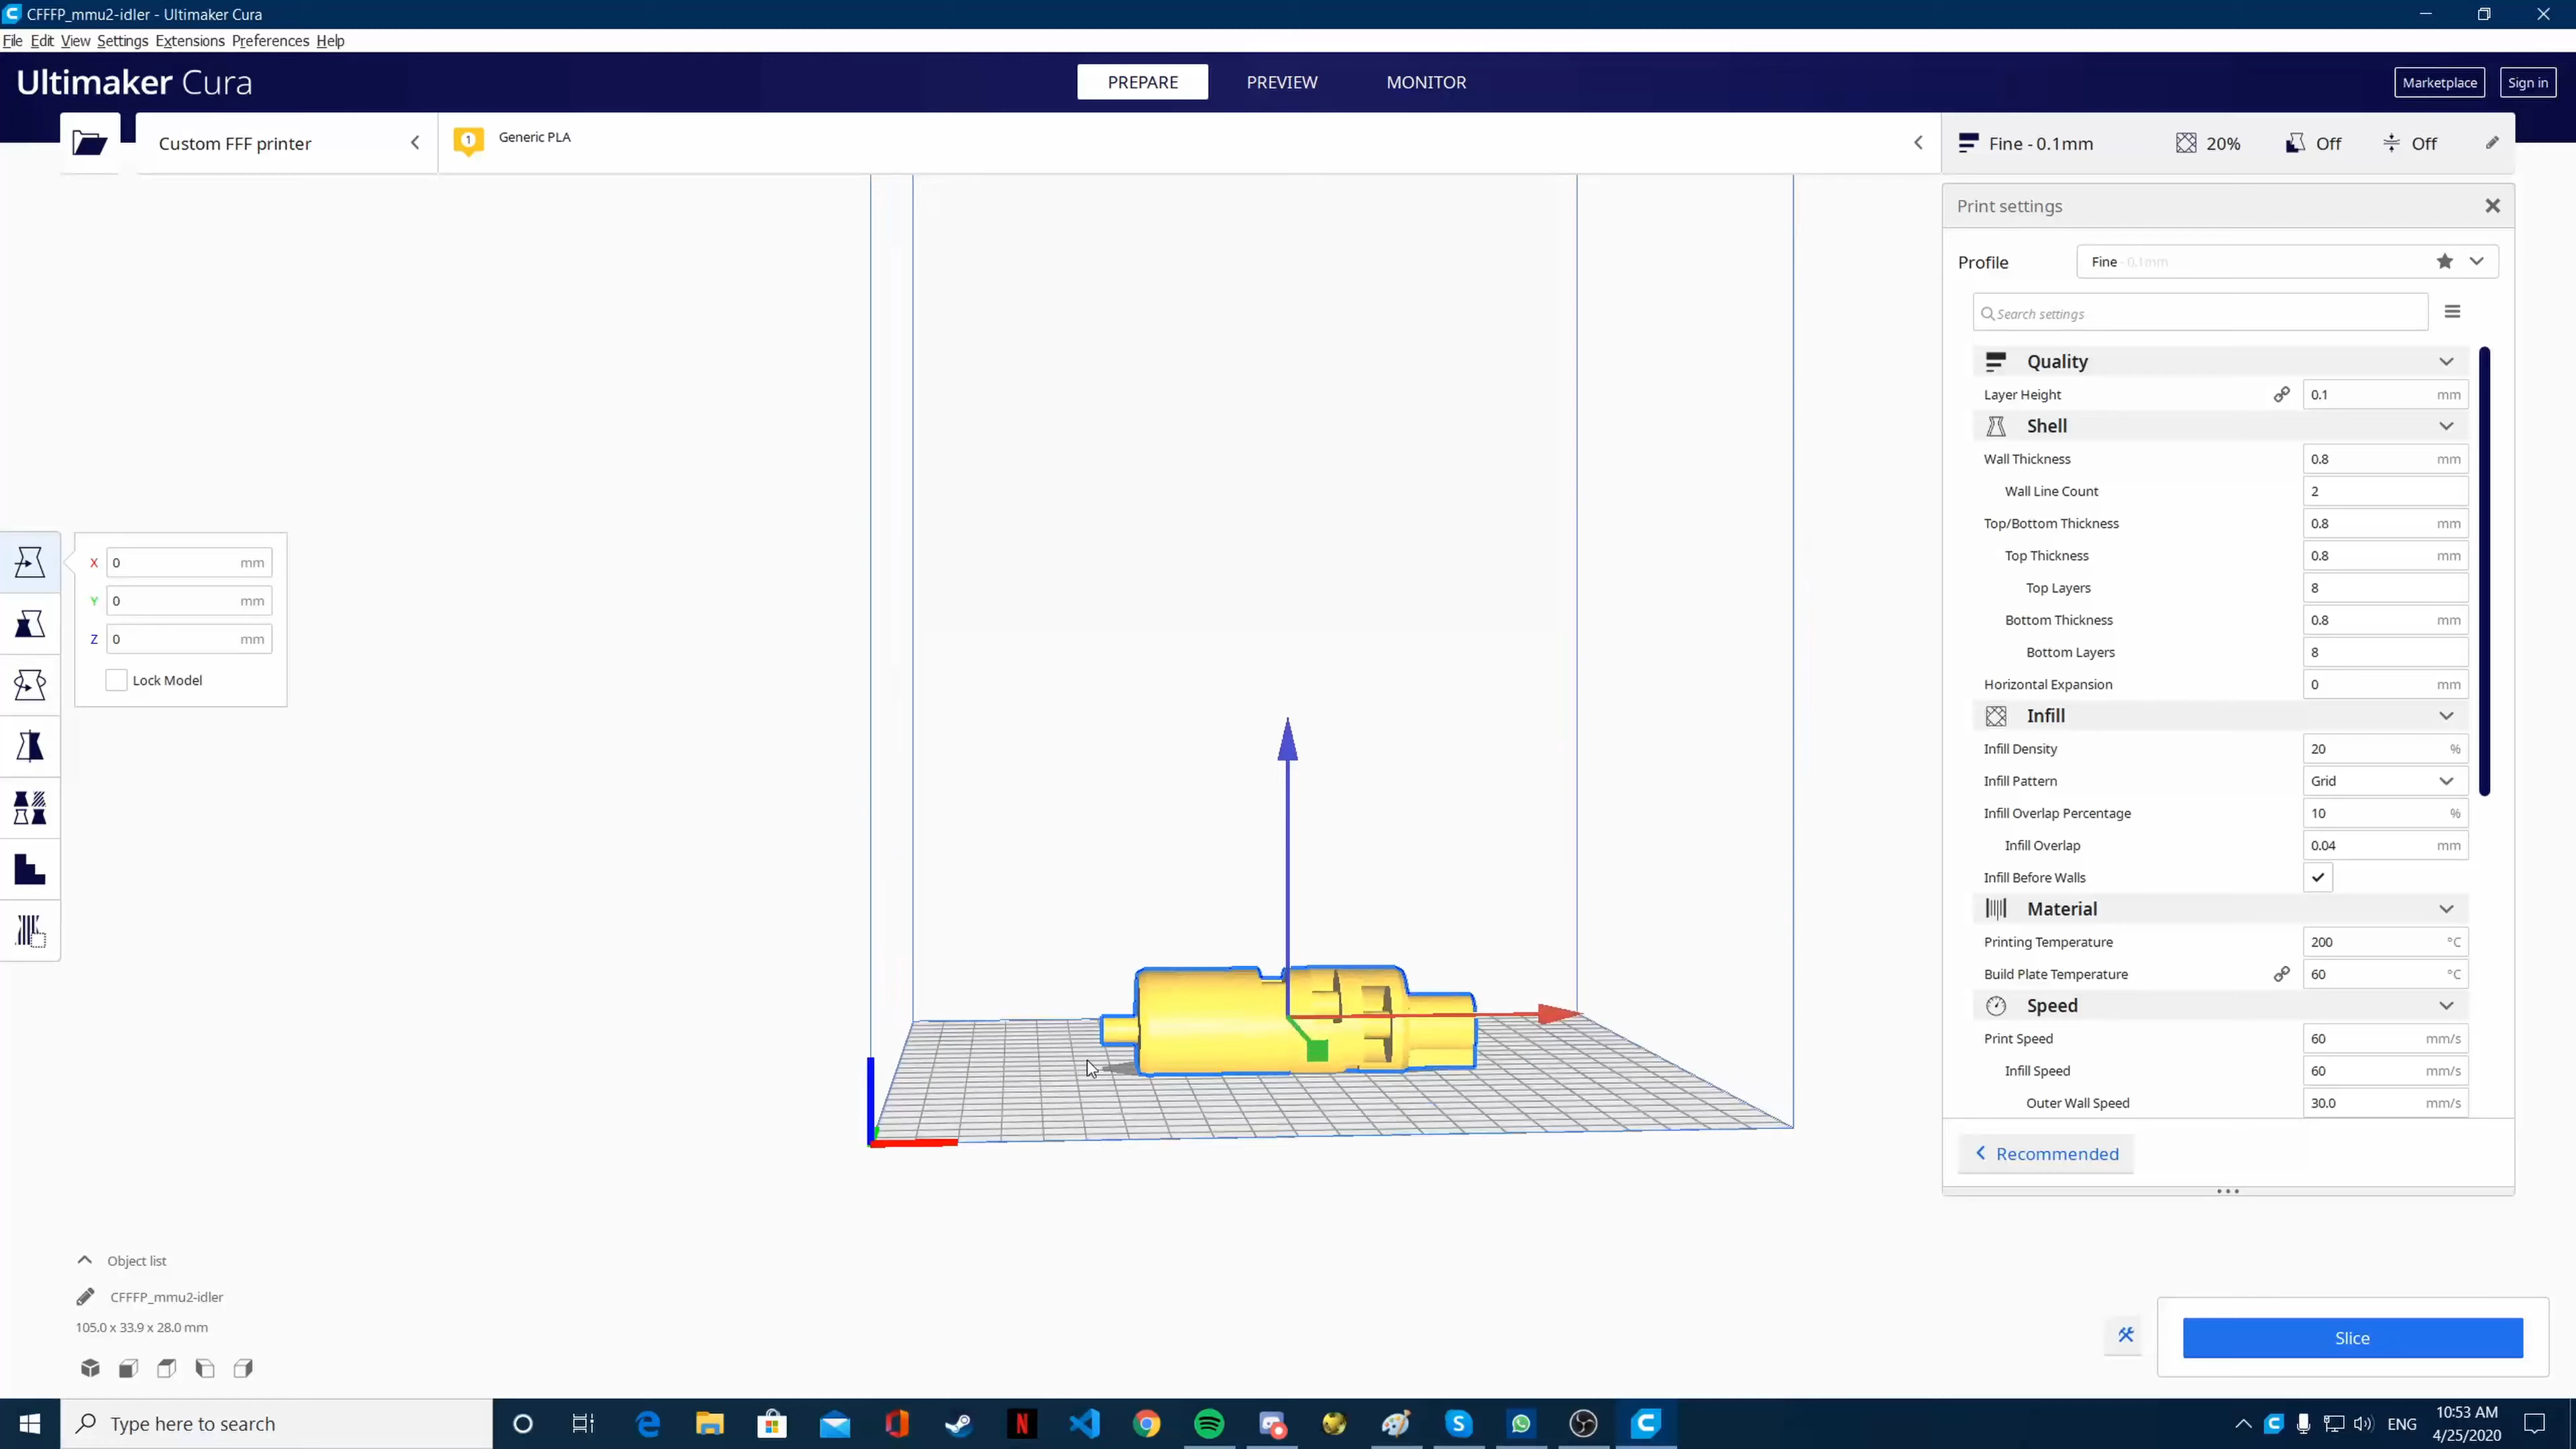 CFFFP_mmu2-idler - Ultimaker Cura
File Edit View Settings Extensions Preferences Help
Ultimaker Cura
PREPARE
PREVIEW
MONITOR
Marketplace
Sign in
Custom FFF printer
1
Generic PLA
Fine - 0.1mm
20%
Off
Off
Print settings
Profile
Fine - 0.1mm
Search settings
Quality
Layer Height 0.1 mm
Shell
Wall Thickness 0.8 mm
Wall Line Count 2
Top/Bottom Thickness 0.8 mm
Top Thickness 0.8 mm
Top Layers 8
Bottom Thickness 0.8 mm
Bottom Layers 8
Horizontal Expansion 0 mm
Infill
Infill Density 20 %
Infill Pattern Grid
Infill Overlap Percentage 10 %
Infill Overlap 0.04 mm
Infill Before Walls
Material
Printing Temperature 200 °C
Build Plate Temperature 60 °C
Speed
Print Speed 60 mm/s
Infill Speed 60 mm/s
Outer Wall Speed 30.0 mm/s
Recommended
X 0 mm
Y 0 mm
Z 0 mm
Lock Model
Object list
CFFFP_mmu2-idler
105.0 x 33.9 x 28.0 mm
Slice
Type here to search
ENG
10:53 AM
4/25/2020